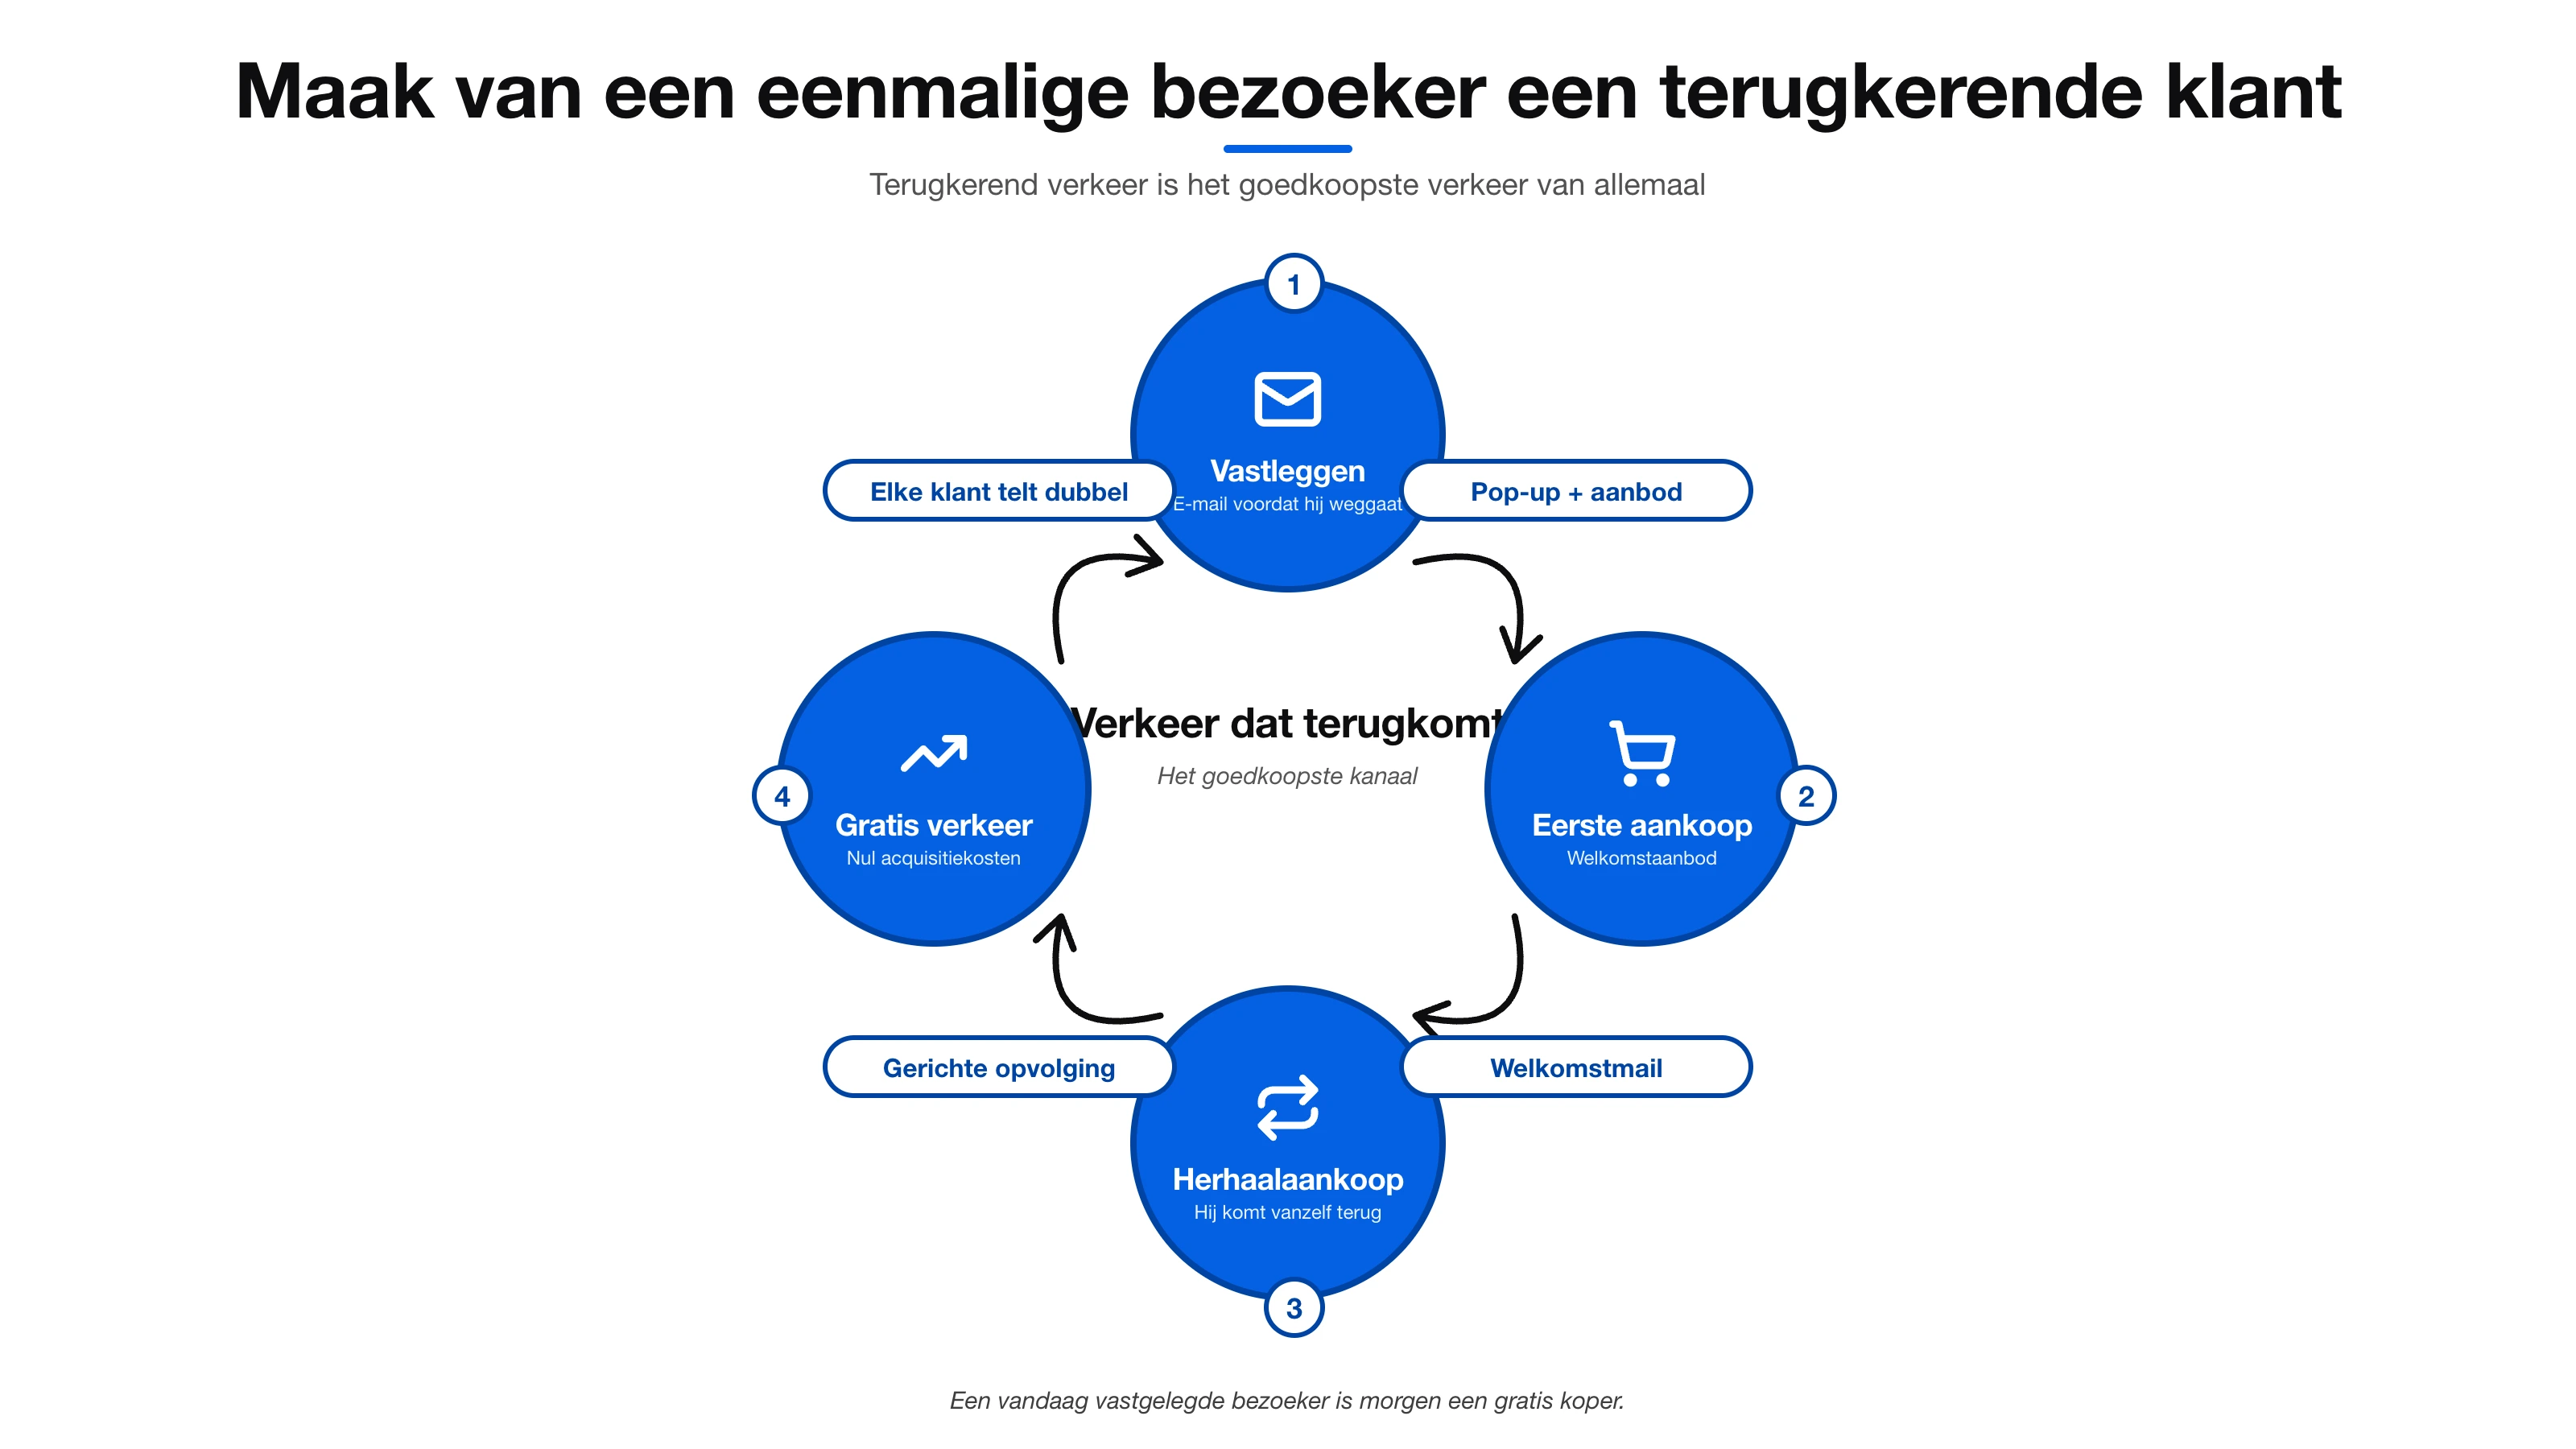 Maak van een eenmalige bezoeker een terugkerende klant
Terugkerend verkeer is het goedkoopste verkeer van allemaal
1
Vastleggen
E-mail voordat hij weggaat
Elke klant telt dubbel
Pop-up + aanbod
Verkeer dat terugkomt
Het goedkoopste kanaal
4
Gratis verkeer
Nul acquisitiekosten
Eerste aankoop
Welkomstaanbod
2
Gerichte opvolging
Welkomstmail
Herhaalaankoop
Hij komt vanzelf terug
3
Een vandaag vastgelegde bezoeker is morgen een gratis koper.